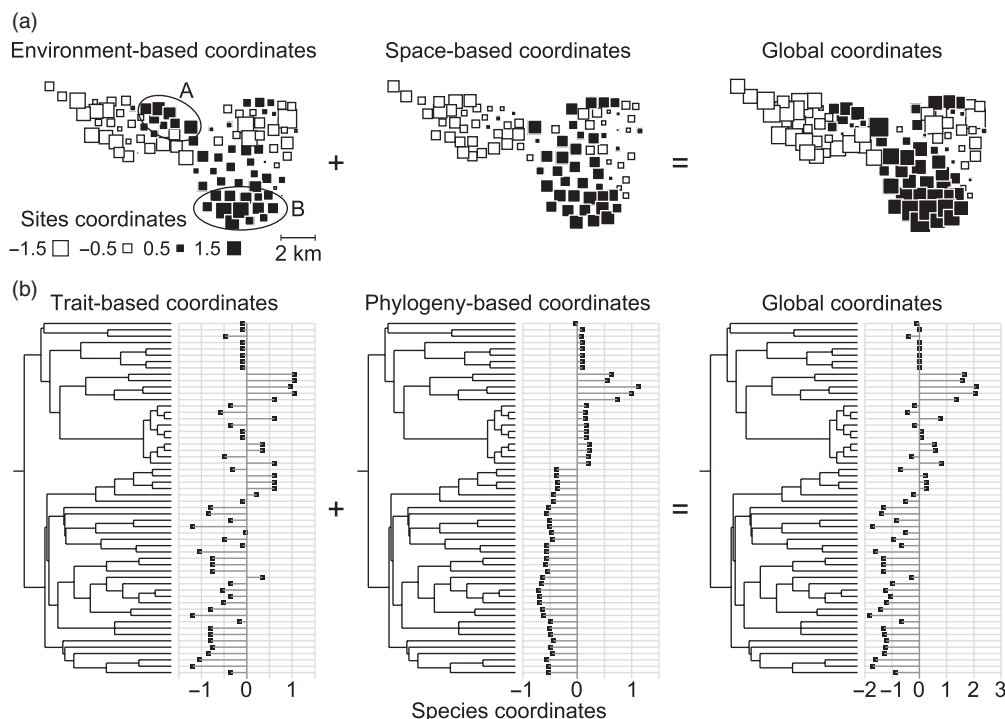 (a)
Environment-based coordinates
Space-based coordinates
Global coordinates
A
+
=
B
Sites coordinates
−1.5 −0.5 0.5 1.5
2 km
(b)
Trait-based coordinates
Phylogeny-based coordinates
Global coordinates
+
=
−1 0 1
−1 0 1
−2 −1 0 1 2 3
Species coordinates